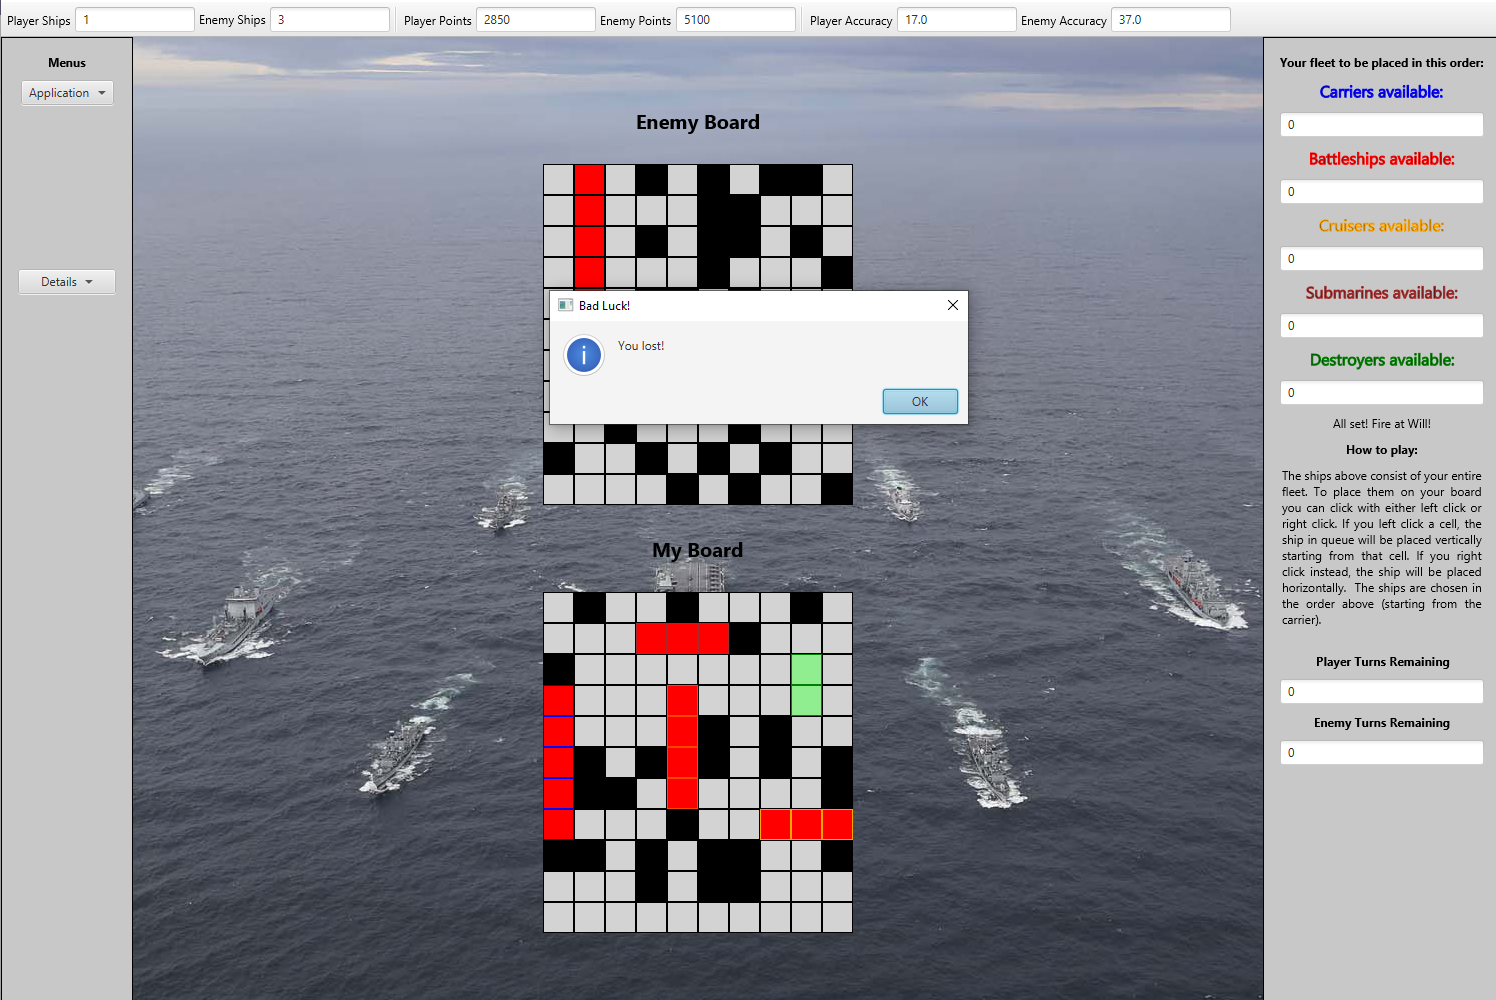 Player Ships 1 Enemy Ships 3 Player Points 2850 Enemy Points 5100 Player Accuracy 17.0 Enemy Accuracy 37.0
Menus
Application
Details
Enemy Board
Bad Luck!
You lost!
OK
My Board
Your fleet to be placed in this order:
Carriers available:
0
Battleships available:
0
Cruisers available:
0
Submarines available:
0
Destroyers available:
0
All set! Fire at Will!
How to play:
The ships above consist of your entire
fleet. To place them on your board
you can click with either left click or
right click. If you left click a cell, the
ship in queue will be placed vertically
starting from that cell. If you right
click instead, the ship will be placed
horizontally. The ships are chosen in
the order above (starting from the
carrier).
Player Turns Remaining
0
Enemy Turns Remaining
0